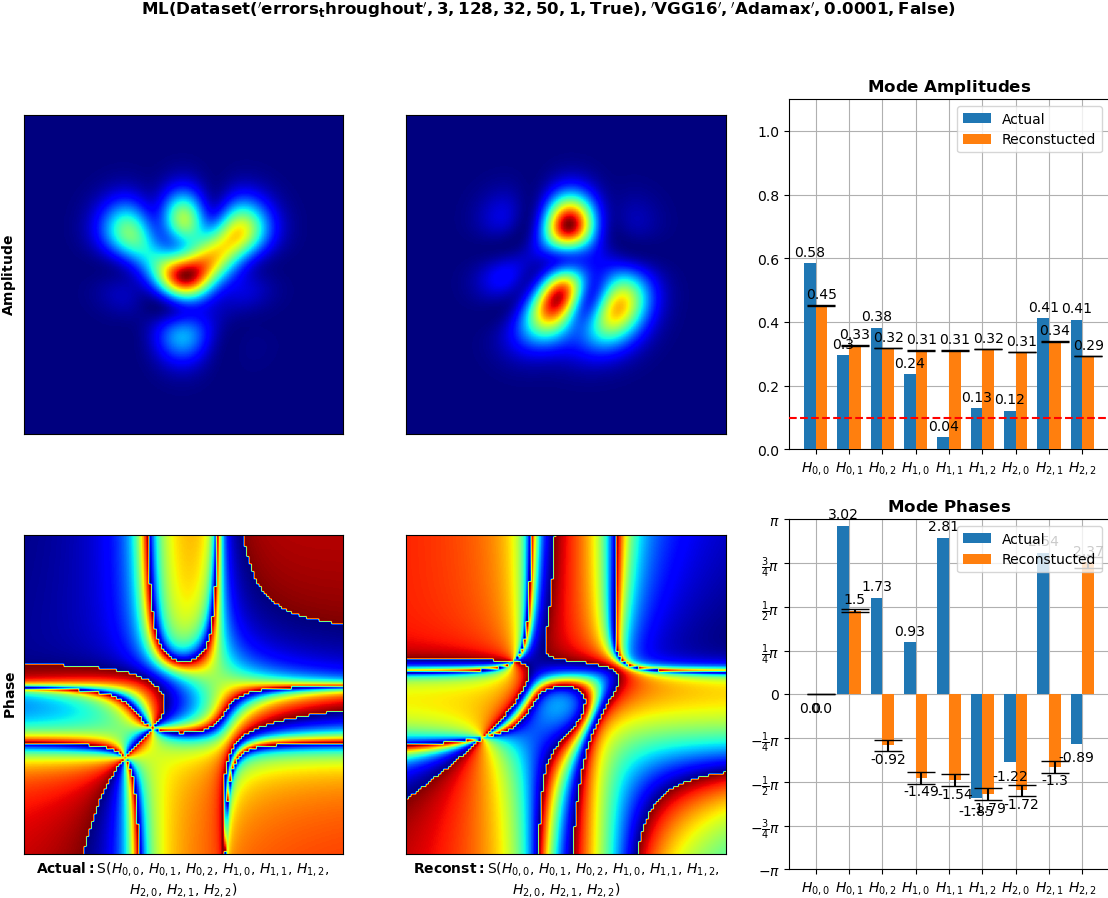 ML(Dataset('errors_throughout', 3, 128, 32, 50, 1, True), 'VGG16', 'Adamax', 0.0001, False)
Amplitude
Mode Amplitudes
Actual
Reconstucted
1.0
0.8
0.6
0.4
0.2
0.0
0.58
0.45
0.3
0.33
0.38
0.32
0.24
0.31
0.04
0.31
0.13
0.32
0.12
0.31
0.41
0.34
0.41
0.29
H0,0 H0,1 H0,2 H1,0 H1,1 H1,2 H2,0 H2,1 H2,2
Phase
Actual: S(H0,0, H0,1, H0,2, H1,0, H1,1, H1,2,
H2,0, H2,1, H2,2)
Reconst: S(H0,0, H0,1, H0,2, H1,0, H1,1, H1,2,
H2,0, H2,1, H2,2)
Mode Phases
Actual
Reconstucted
π
3/4π
1/2π
1/4π
0
−1/4π
−1/2π
−3/4π
−π
0.0
0.0
3.02
1.5
1.73
-0.92
0.93
-1.49
2.81
-1.54
-1.85
-1.79
-1.22
-1.72
-1.3
-0.89
2.37
H0,0 H0,1 H0,2 H1,0 H1,1 H1,2 H2,0 H2,1 H2,2